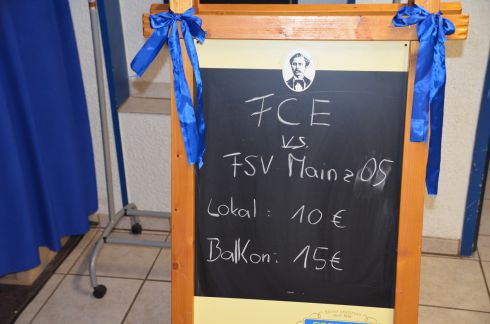 FCE
vs.
FSV Mainz 05
Lokal: 10 €
Balkon: 15 €